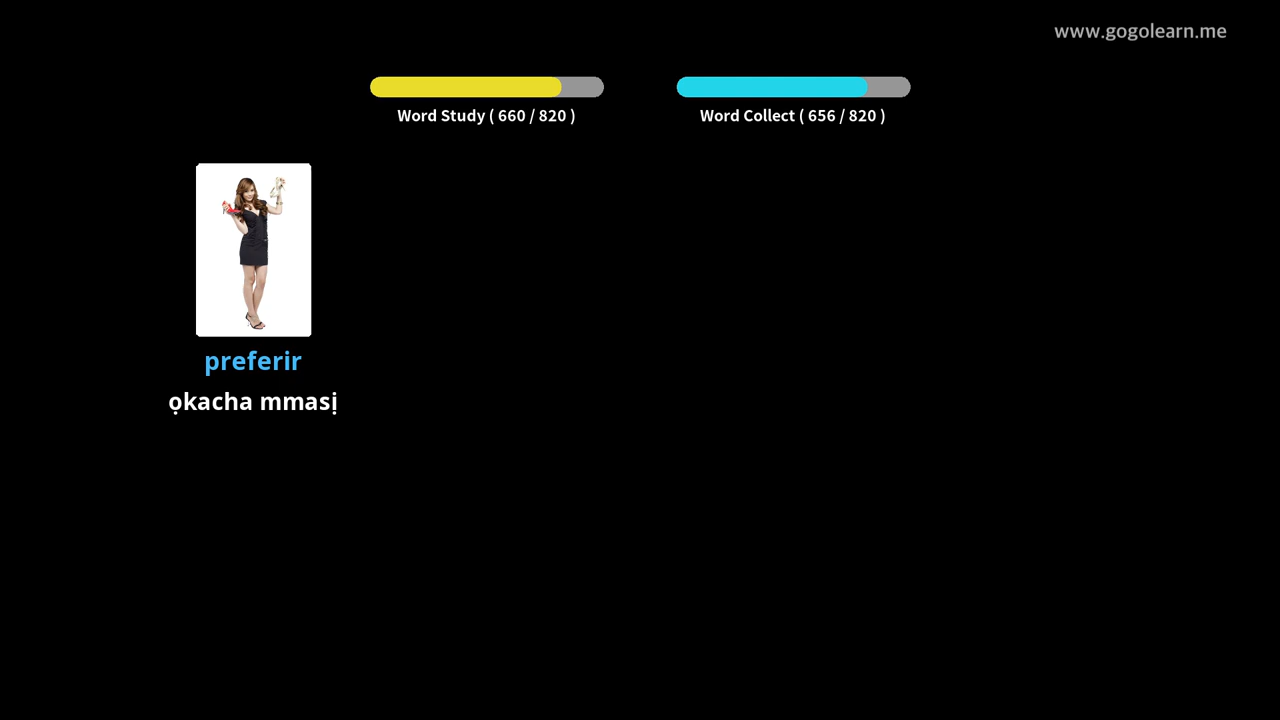 www.gogolearn.me
Word Study ( 660 / 820 )
Word Collect ( 656 / 820 )
preferir
ọkacha mmasị